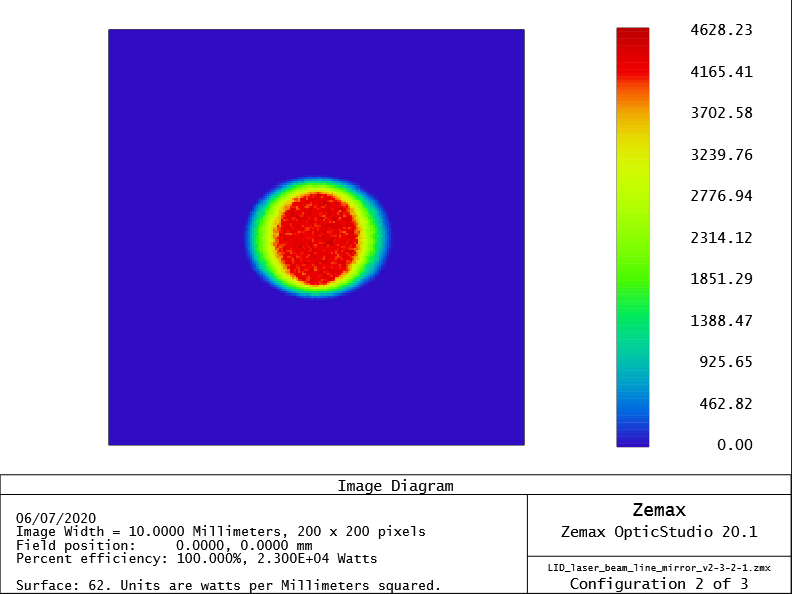 4628.23
4165.41
3702.58
3239.76
2776.94
2314.12
1851.29
1388.47
925.65
462.82
0.00
Image Diagram
06/07/2020
Image Width = 10.0000 Millimeters, 200 x 200 pixels
Field position: 0.0000, 0.0000 mm
Percent efficiency: 100.000%, 2.300E+04 Watts
Surface: 62. Units are watts per Millimeters squared.
Zemax
Zemax OpticStudio 20.1
LID_laser_beam_line_mirror_v2-3-2-1.zmx
Configuration 2 of 3